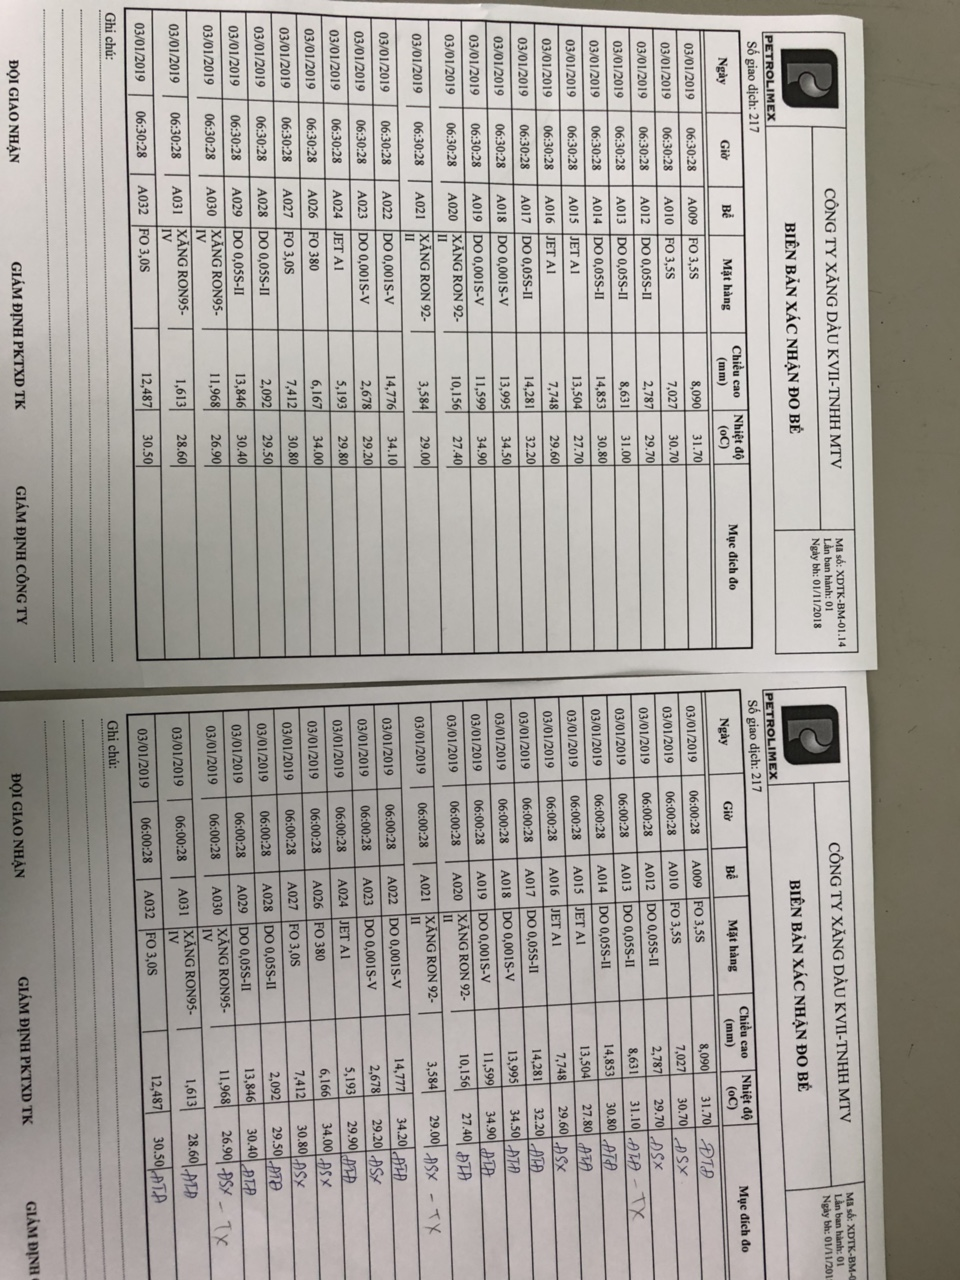 PETROLIMEX
CÔNG TY XĂNG DẦU KVII-TNHH MTV
BIÊN BẢN XÁC NHẬN ĐO BỂ
Mã số: XDTK-BM-01.14
Lần ban hành: 01
Ngày bh: 01/11/2018
Số giao dịch: 217
Ngày Giờ Bể Mặt hàng Chiều cao (mm) Nhiệt độ (oC) Mục đích đo
03/01/2019 06:30:28 A009 FO 3,5S 8,090 31.70
03/01/2019 06:30:28 A010 FO 3,5S 7,027 30.70
03/01/2019 06:30:28 A012 DO 0,05S-II 2,787 29.70
03/01/2019 06:30:28 A013 DO 0,05S-II 8,631 31.00
03/01/2019 06:30:28 A014 DO 0,05S-II 14,853 30.80
03/01/2019 06:30:28 A015 JET A1 13,504 27.70
03/01/2019 06:30:28 A016 JET A1 7,748 29.60
03/01/2019 06:30:28 A017 DO 0,05S-II 14,281 32.20
03/01/2019 06:30:28 A018 DO 0,001S-V 13,995 34.50
03/01/2019 06:30:28 A019 DO 0,001S-V 11,599 34.90
03/01/2019 06:30:28 A020 XĂNG RON 92-II 10,156 27.40
03/01/2019 06:30:28 A021 XĂNG RON 92-II 3,584 29.00
03/01/2019 06:30:28 A022 DO 0,001S-V 14,776 34.10
03/01/2019 06:30:28 A023 DO 0,001S-V 2,678 29.20
03/01/2019 06:30:28 A024 JET A1 5,193 29.80
03/01/2019 06:30:28 A026 FO 380 6,167 34.00
03/01/2019 06:30:28 A027 FO 3,0S 7,412 30.80
03/01/2019 06:30:28 A028 DO 0,05S-II 2,092 29.50
03/01/2019 06:30:28 A029 DO 0,05S-II 13,846 30.40
03/01/2019 06:30:28 A030 XĂNG RON95-IV 11,968 26.90
03/01/2019 06:30:28 A031 XĂNG RON95-IV 1,613 28.60
03/01/2019 06:30:28 A032 FO 3,0S 12,487 30.50
Ghi chú:
ĐỘI GIAO NHẬN GIÁM ĐỊNH PKTXD TK GIÁM ĐỊNH CÔNG TY
PETROLIMEX
CÔNG TY XĂNG DẦU KVII-TNHH MTV
BIÊN BẢN XÁC NHẬN ĐO BỂ
Mã số: XDTK-BM-0
Lần ban hành: 01
Ngày bh: 01/11/201
Số giao dịch: 217
Ngày Giờ Bể Mặt hàng Chiều cao (mm) Nhiệt độ (oC) Mục đích đo
03/01/2019 06:00:28 A009 FO 3,5S 8,090 31.70 ATA
03/01/2019 06:00:28 A010 FO 3,5S 7,027 30.70 ASX
03/01/2019 06:00:28 A012 DO 0,05S-II 2,787 29.70 ASX
03/01/2019 06:00:28 A013 DO 0,05S-II 8,631 31.10 ATA - TX
03/01/2019 06:00:28 A014 DO 0,05S-II 14,853 30.80 ATA
03/01/2019 06:00:28 A015 JET A1 13,504 27.80 ATA
03/01/2019 06:00:28 A016 JET A1 7,748 29.60 ASX
03/01/2019 06:00:28 A017 DO 0,05S-II 14,281 32.20 ATA
03/01/2019 06:00:28 A018 DO 0,001S-V 13,995 34.50 ATA
03/01/2019 06:00:28 A019 DO 0,001S-V 11,599 34.90 ATA
03/01/2019 06:00:28 A020 XĂNG RON 92-II 10,156 27.40 ATA
03/01/2019 06:00:28 A021 XĂNG RON 92-II 3,584 29.00 ASX - TX
03/01/2019 06:00:28 A022 DO 0,001S-V 14,777 34.20 ATA
03/01/2019 06:00:28 A023 DO 0,001S-V 2,678 29.20 ASX
03/01/2019 06:00:28 A024 JET A1 5,193 29.90 ATA
03/01/2019 06:00:28 A026 FO 380 6,166 34.00 ASX
03/01/2019 06:00:28 A027 FO 3,0S 7,412 30.80 ASX
03/01/2019 06:00:28 A028 DO 0,05S-II 2,092 29.50 ATA
03/01/2019 06:00:28 A029 DO 0,05S-II 13,846 30.40 ATA
03/01/2019 06:00:28 A030 XĂNG RON95-IV 11,968 26.90 ASX - TX
03/01/2019 06:00:28 A031 XĂNG RON95-IV 1,613 28.60 ATA
03/01/2019 06:00:28 A032 FO 3,0S 12,487 30.50 ATA
Ghi chú:
ĐỘI GIAO NHẬN GIÁM ĐỊNH PKTXD TK GIÁM ĐỊNH